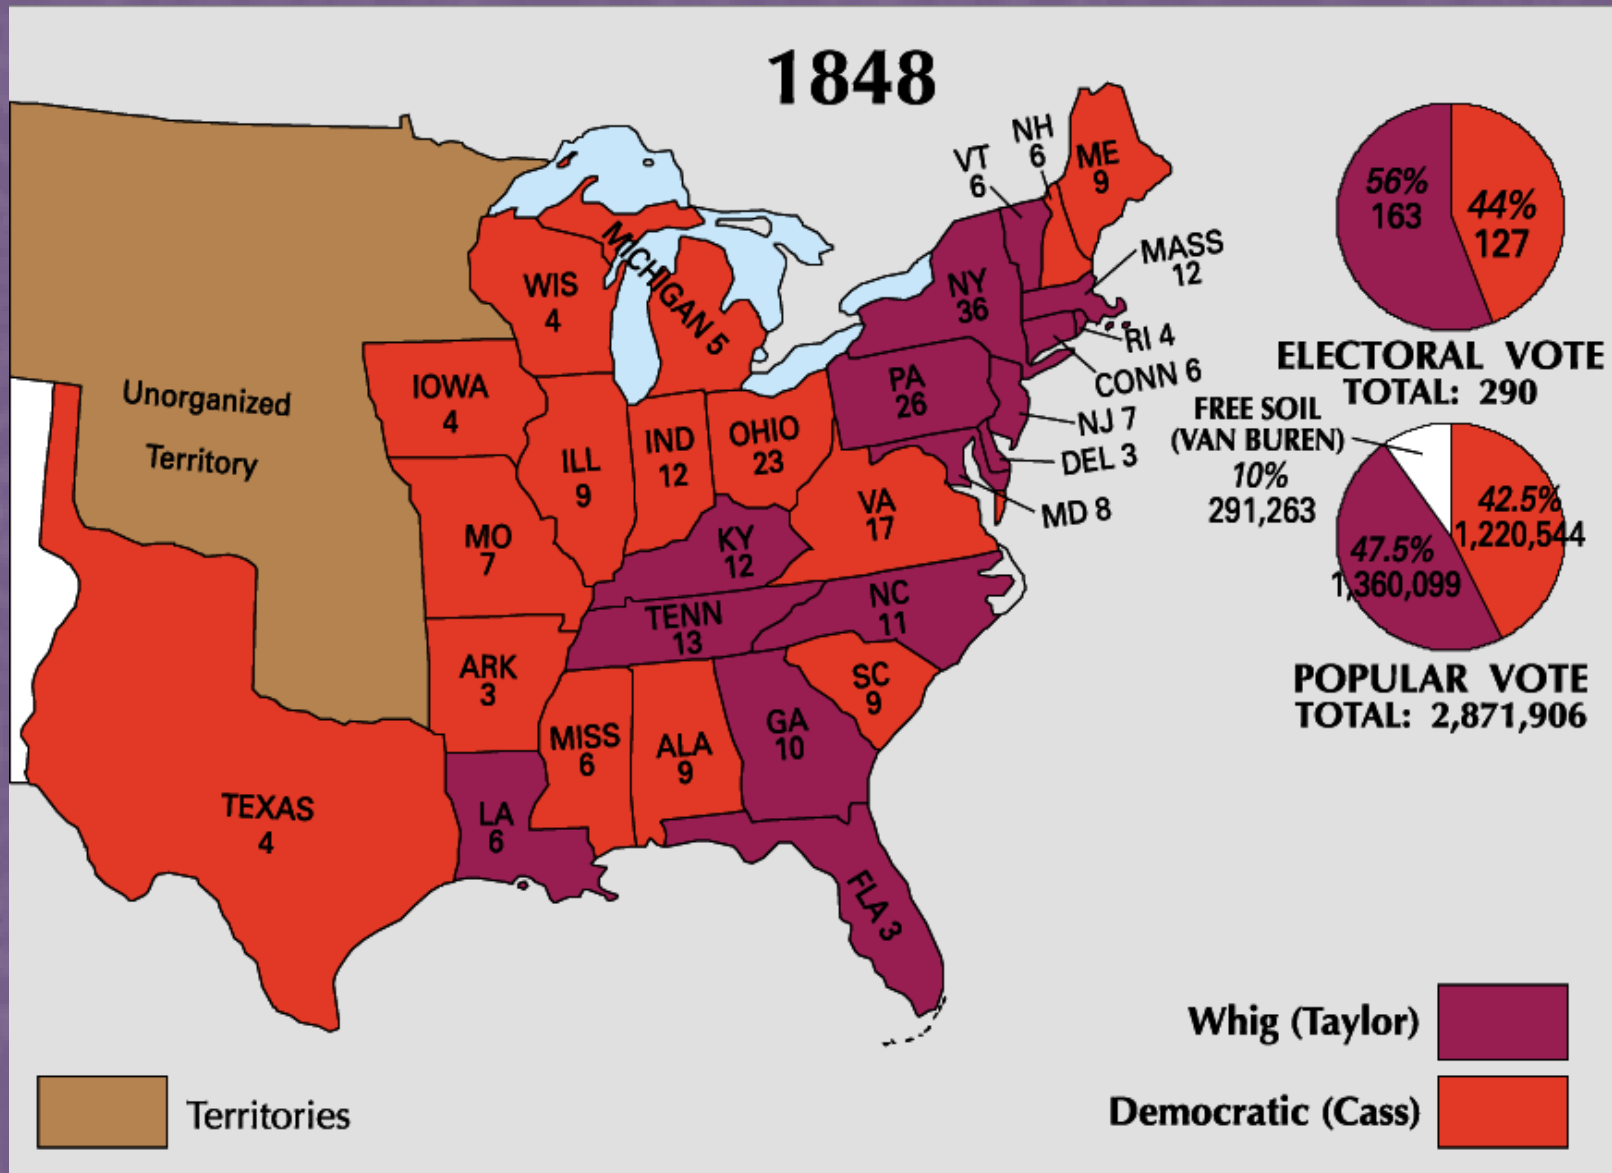 1848
NH
6
VT
6
ME
9
MASS
12
NY
36
RI 4
CONN 6
PA
26
NJ 7
DEL 3
MD 8
WIS
4
MICHIGAN 5
Unorganized
Territory
IOWA
4
ILL
9
IND
12
OHIO
23
VA
17
MO
7
KY
12
TENN
13
NC
11
ARK
3
SC
9
MISS
6
ALA
9
GA
10
TEXAS
4
LA
6
FLA 3
56%
163
44%
127
ELECTORAL VOTE
TOTAL: 290
FREE SOIL
(VAN BUREN)
10%
291,263
42.5%
1,220,544
47.5%
1,360,099
POPULAR VOTE
TOTAL: 2,871,906
Whig (Taylor)
Democratic (Cass)
Territories